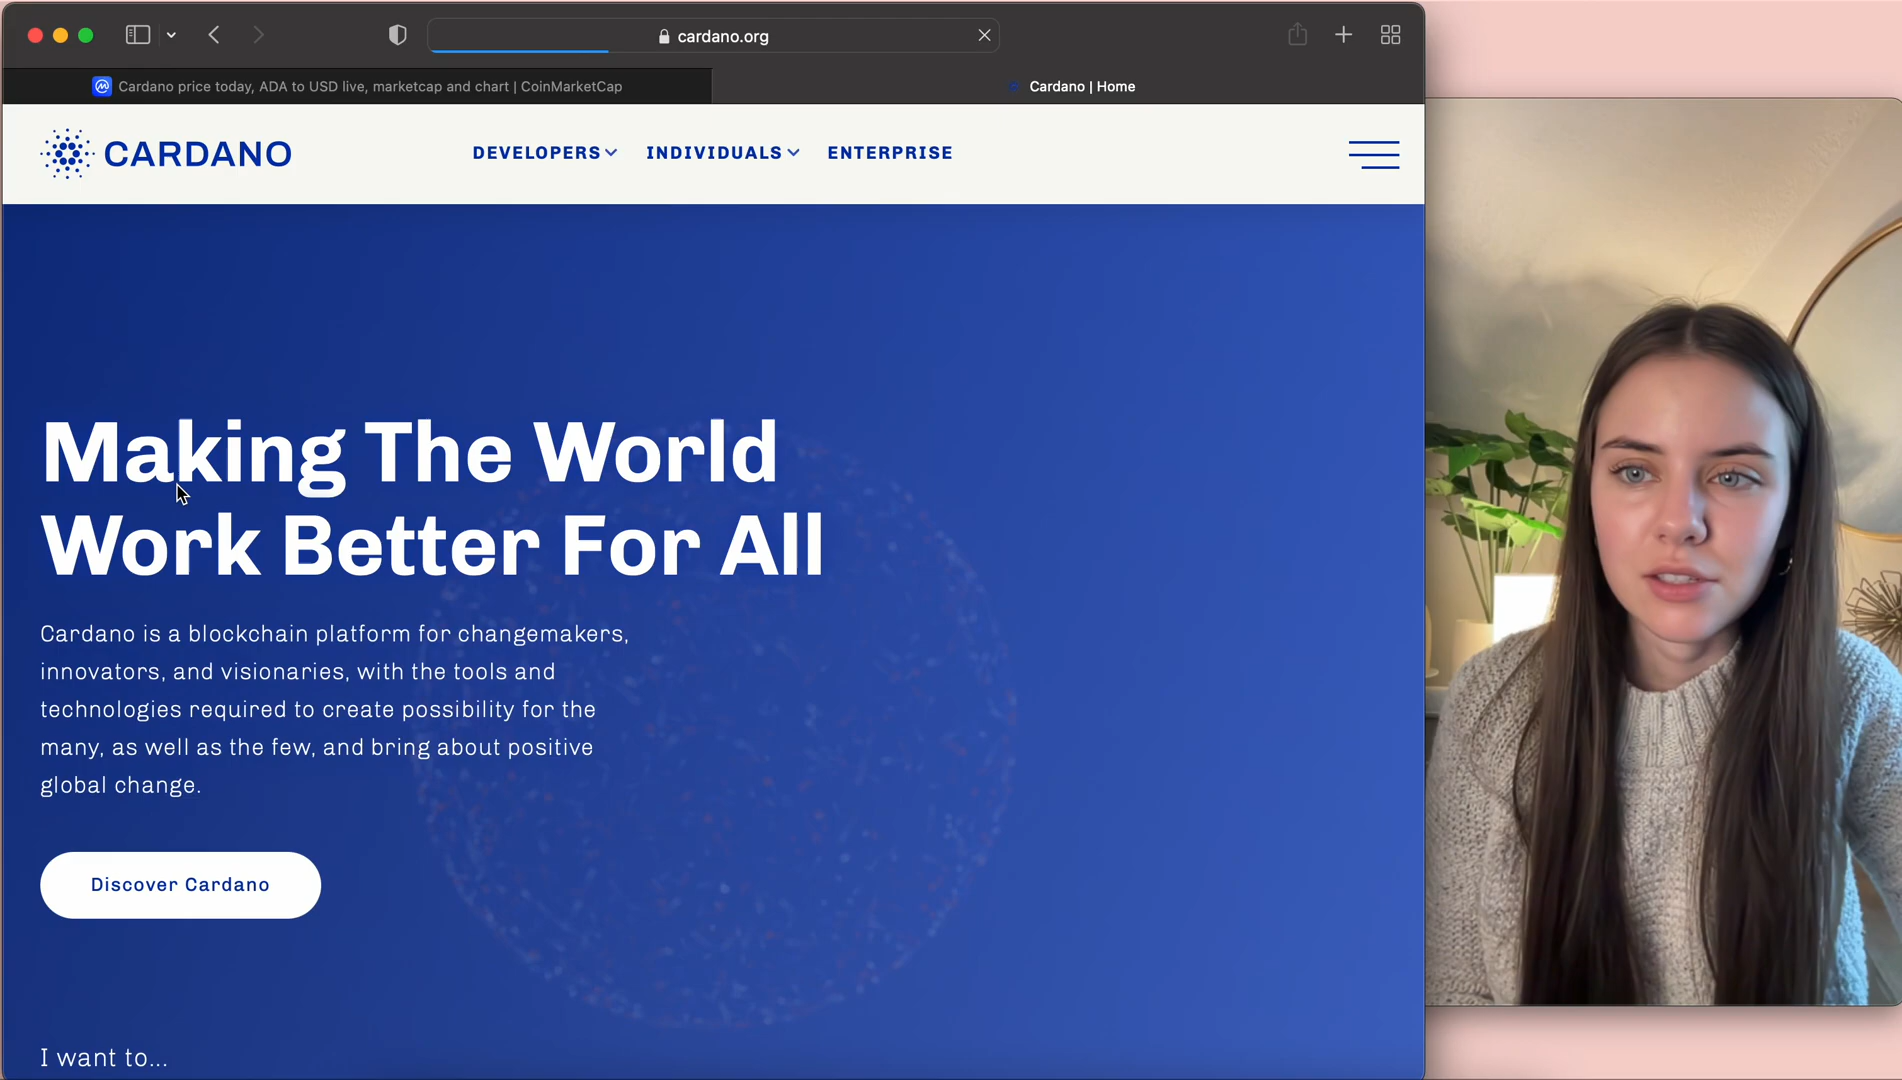 cardano.org
Cardano price today, ADA to USD live, marketcap and chart | CoinMarketCap
Cardano | Home
CARDANO
DEVELOPERS
INDIVIDUALS
ENTERPRISE
Making The World
Work Better For All
Cardano is a blockchain platform for changemakers,
innovators, and visionaries, with the tools and
technologies required to create possibility for the
many, as well as the few, and bring about positive
global change.
Discover Cardano
I want to...